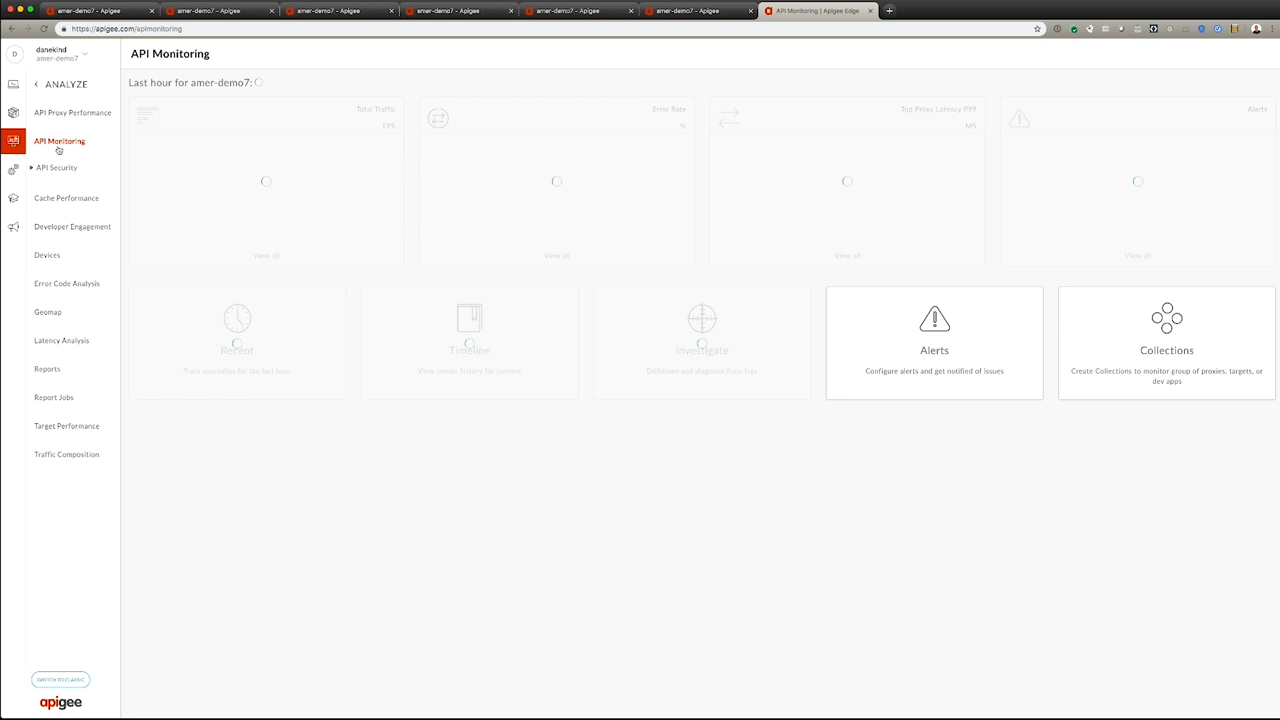 amer-demo7 - Apigee
amer-demo7 - Apigee
amer-demo7 - Apigee
amer-demo7 - Apigee
amer-demo7 - Apigee
amer-demo7 - Apigee
API Monitoring | Apigee Edge
https://apigee.com/apimonitoring
D
danekind
amer-demo7
ANALYZE
API Proxy Performance
API Monitoring
API Security
Cache Performance
Developer Engagement
Devices
Error Code Analysis
Geomap
Latency Analysis
Reports
Report Jobs
Target Performance
Traffic Composition
SWITCH TO CLASSIC
apigee
API Monitoring
Last hour for amer-demo7:
Total Traffic
TPS
View all
Error Rate
%
View all
Top Proxy Latency P99
MS
View all
Alerts
View all
Recent
Track anomalies for the last hour
Timeline
View trends history for context
Investigate
Drilldown and diagnose from logs
Alerts
Configure alerts and get notified of issues
Collections
Create Collections to monitor group of proxies, targets, or
dev apps